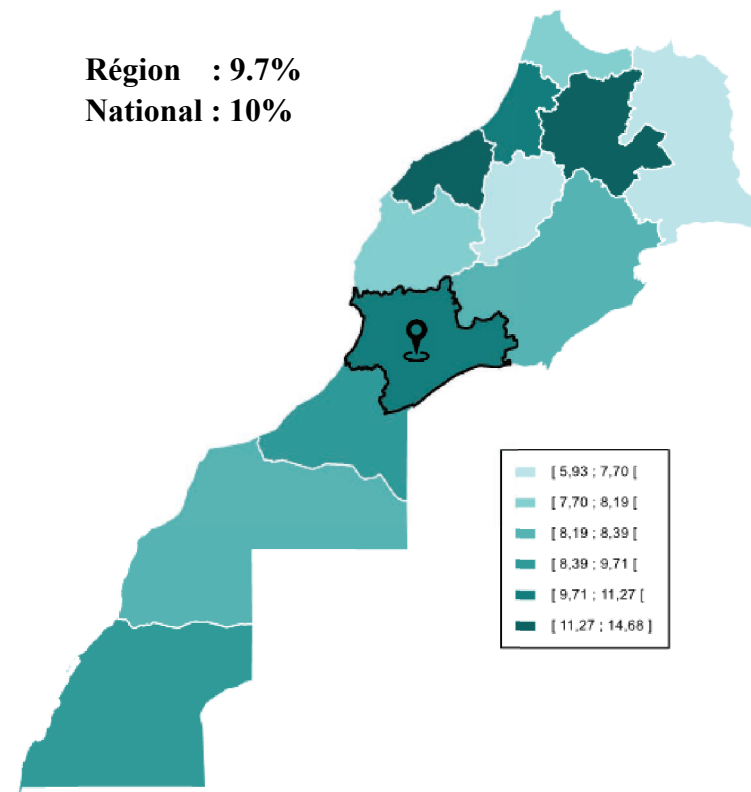 Région : 9.7%
National : 10%
[ 5,93 ; 7,70 [
[ 7,70 ; 8,19 [
[ 8,19 ; 8,39 [
[ 8,39 ; 9,71 [
[ 9,71 ; 11,27 [
[ 11,27 ; 14,68 ]